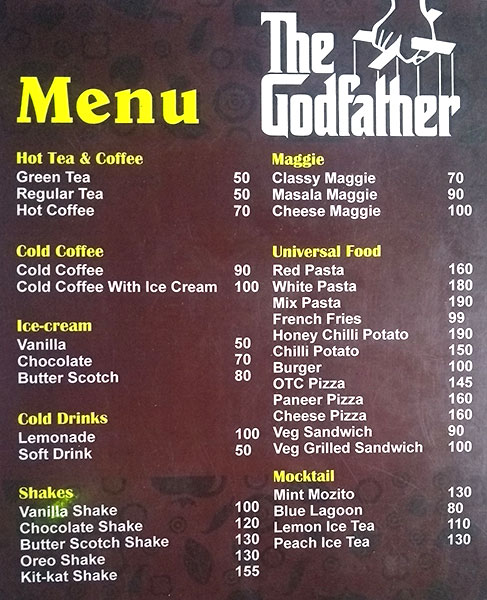 The
Godfather
Menu
Hot Tea & Coffee
Green Tea 50
Regular Tea 50
Hot Coffee 70
Cold Coffee
Cold Coffee 90
Cold Coffee With Ice Cream 100
Ice-cream
Vanilla 50
Chocolate 70
Butter Scotch 80
Cold Drinks
Lemonade 100
Soft Drink 50
Shakes
Vanilla Shake 100
Chocolate Shake 120
Butter Scotch Shake 130
Oreo Shake 130
Kit-kat Shake 155
Maggie
Classy Maggie 70
Masala Maggie 90
Cheese Maggie 100
Universal Food
Red Pasta 160
White Pasta 180
Mix Pasta 190
French Fries 99
Honey Chilli Potato 190
Chilli Potato 150
Burger 100
OTC Pizza 145
Paneer Pizza 160
Cheese Pizza 160
Veg Sandwich 90
Veg Grilled Sandwich 100
Mocktail
Mint Mozito 130
Blue Lagoon 80
Lemon Ice Tea 110
Peach Ice Tea 130